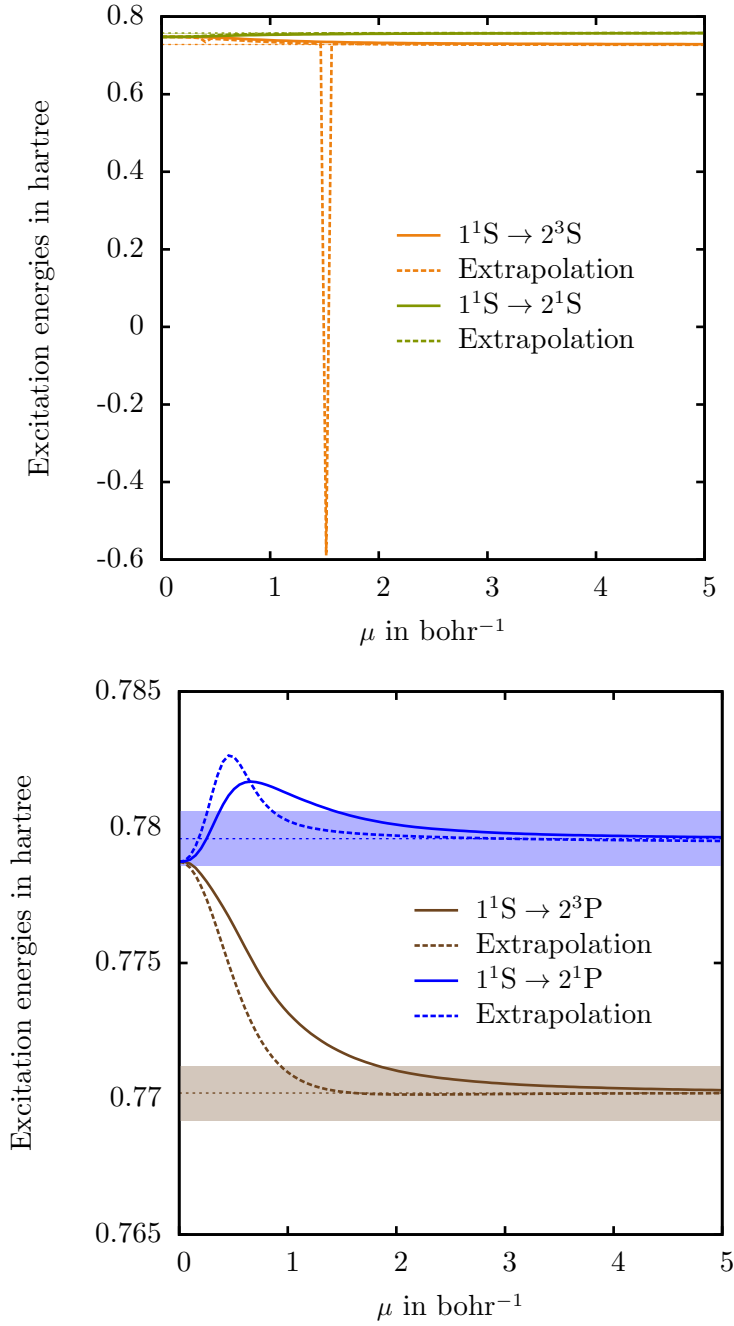 0.8
0.6
0.4
0.2
0
-0.2
-0.4
-0.6
Excitation energies in hartree
1¹S → 2³S
Extrapolation
1¹S → 2¹S
Extrapolation
0 1 2 3 4 5
μ in bohr⁻¹
0.785
0.78
0.775
0.77
0.765
Excitation energies in hartree
1¹S → 2³P
Extrapolation
1¹S → 2¹P
Extrapolation
0 1 2 3 4 5
μ in bohr⁻¹